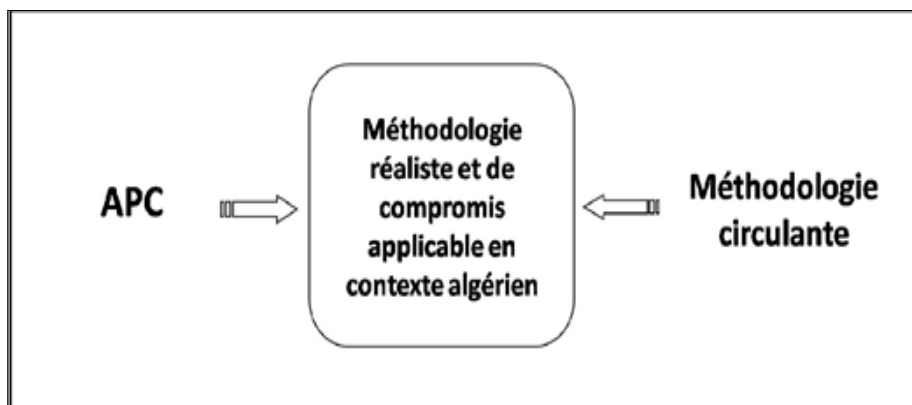 APC
Méthodologie
réaliste et de
compromis
applicable en
contexte algérien
Méthodologie
circulante